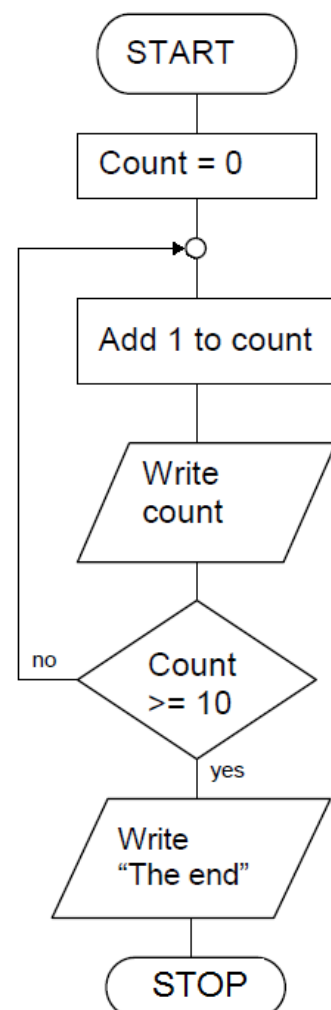 START
Count = 0
Add 1 to count
Write
count
Count
>= 10
no
yes
Write
“The end”
STOP